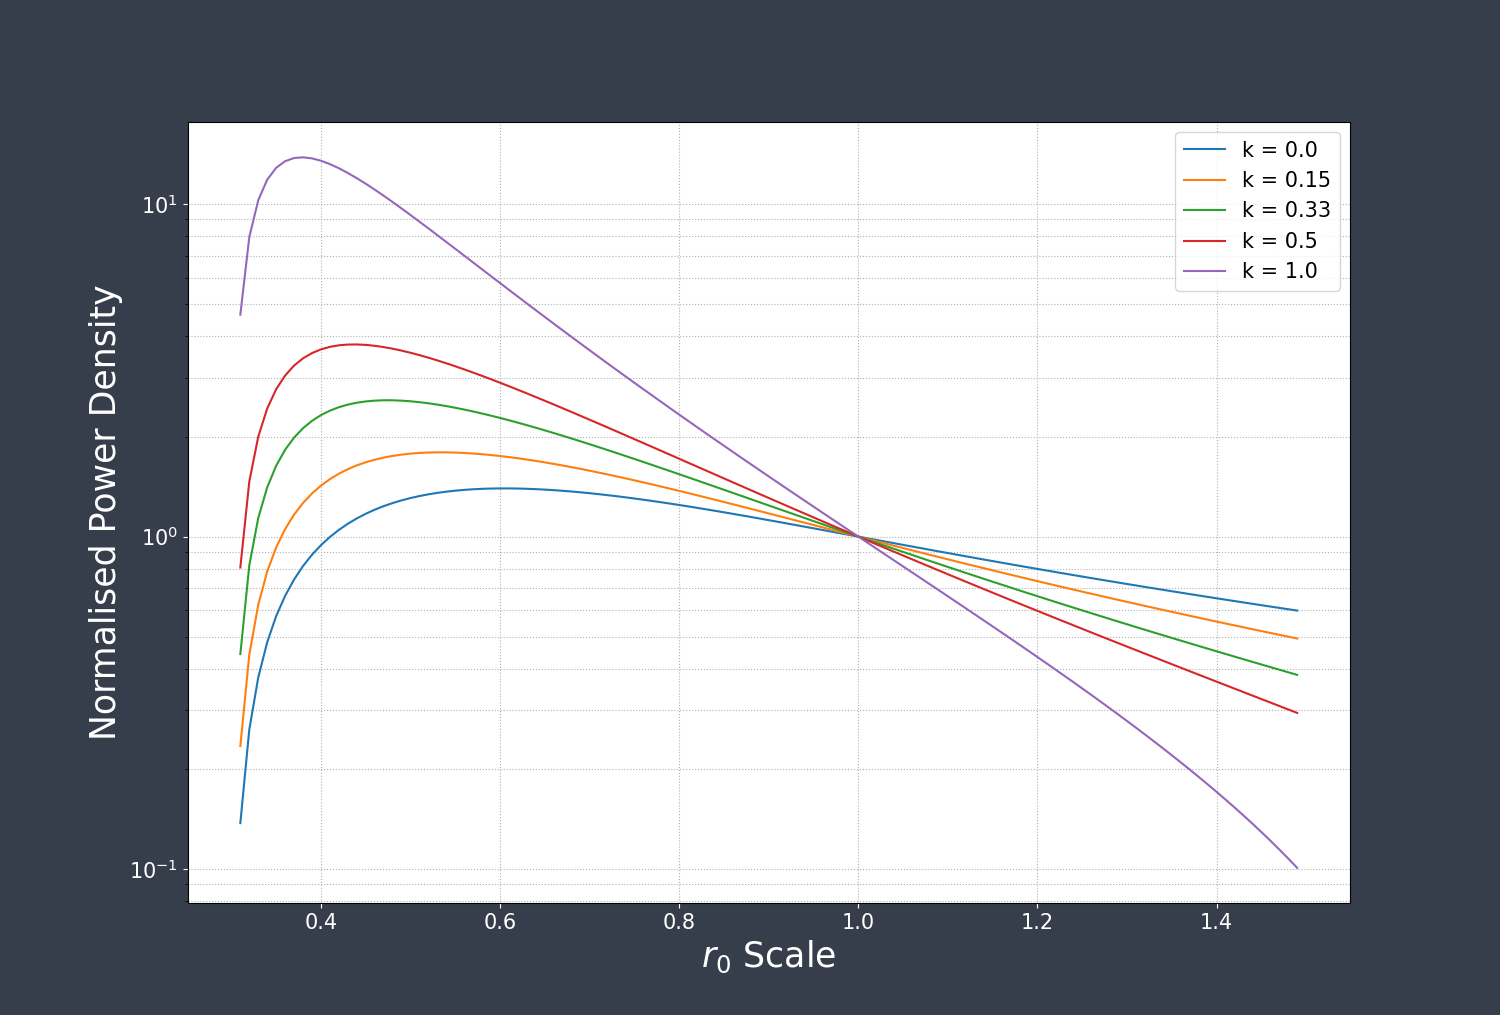 k = 0.0
k = 0.15
k = 0.33
k = 0.5
k = 1.0
Normalised Power Density
10¹
10⁰
10⁻¹
0.4 0.6 0.8 1.0 1.2 1.4
r₀ Scale